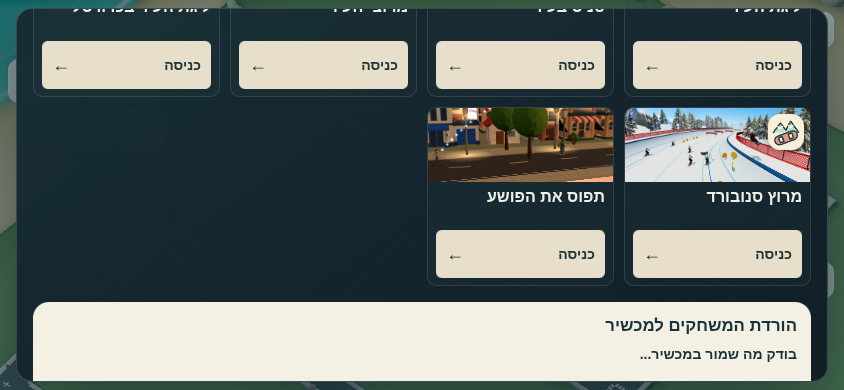 כניסה ←
כניסה ←
כניסה ←
כניסה ←
מרוץ סנובורד
תפוס את הפושע
כניסה ←
כניסה ←
הורדת המשחקים למכשיר
בודק מה שמור במכשיר...